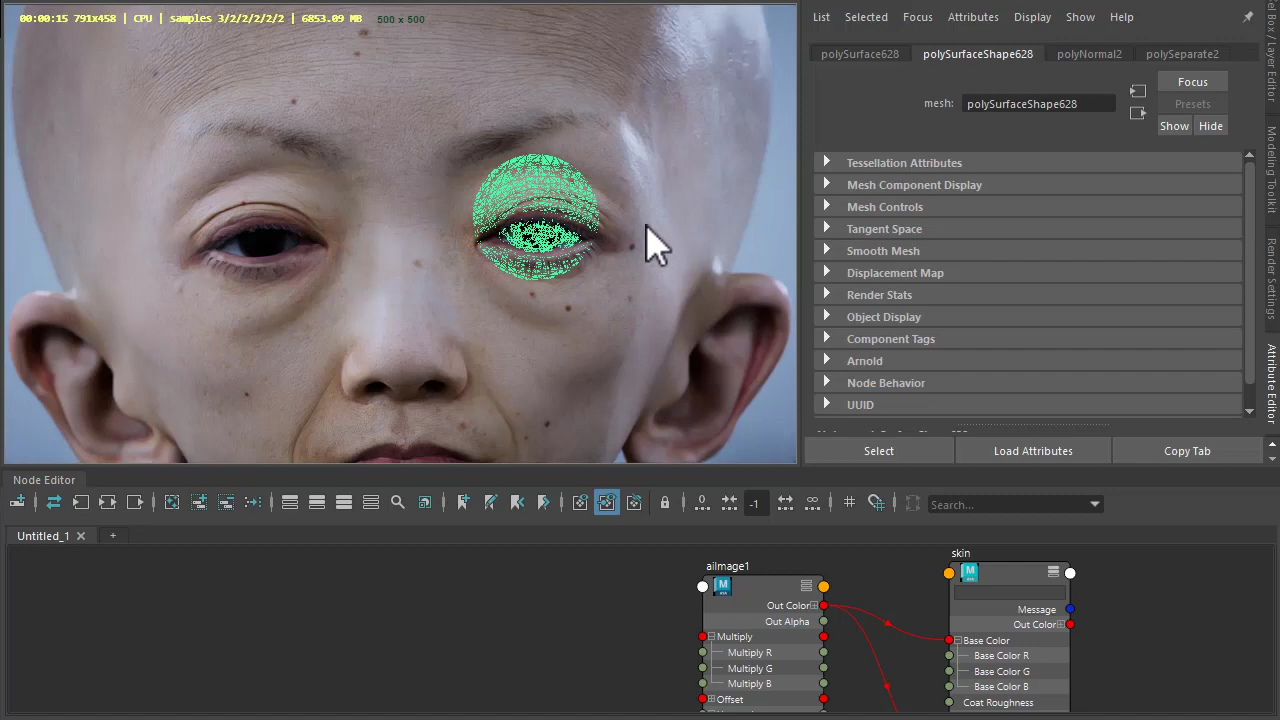 00:00:15 791x458 | CPU | samples 3/2/2/2/2/2 | 6853.09 MB
500 x 500
List Selected Focus Attributes Display Show Help
polySurface628 polySurfaceShape628 polyNormal2 polySeparate2
mesh: polySurfaceShape628
Focus
Presets
Show Hide
Tessellation Attributes
Mesh Component Display
Mesh Controls
Tangent Space
Smooth Mesh
Displacement Map
Render Stats
Object Display
Component Tags
Arnold
Node Behavior
UUID
Select Load Attributes Copy Tab
Box / Layer Editor
Modeling Toolkit
Render Settings
Attribute Editor
Node Editor
0
-1
Search...
Untitled_1
+
aiImage1
M
Out Color
Out Alpha
Multiply
Multiply R
Multiply G
Multiply B
Offset
skin
M
Message
Out Color
Base Color
Base Color R
Base Color G
Base Color B
Coat Roughness